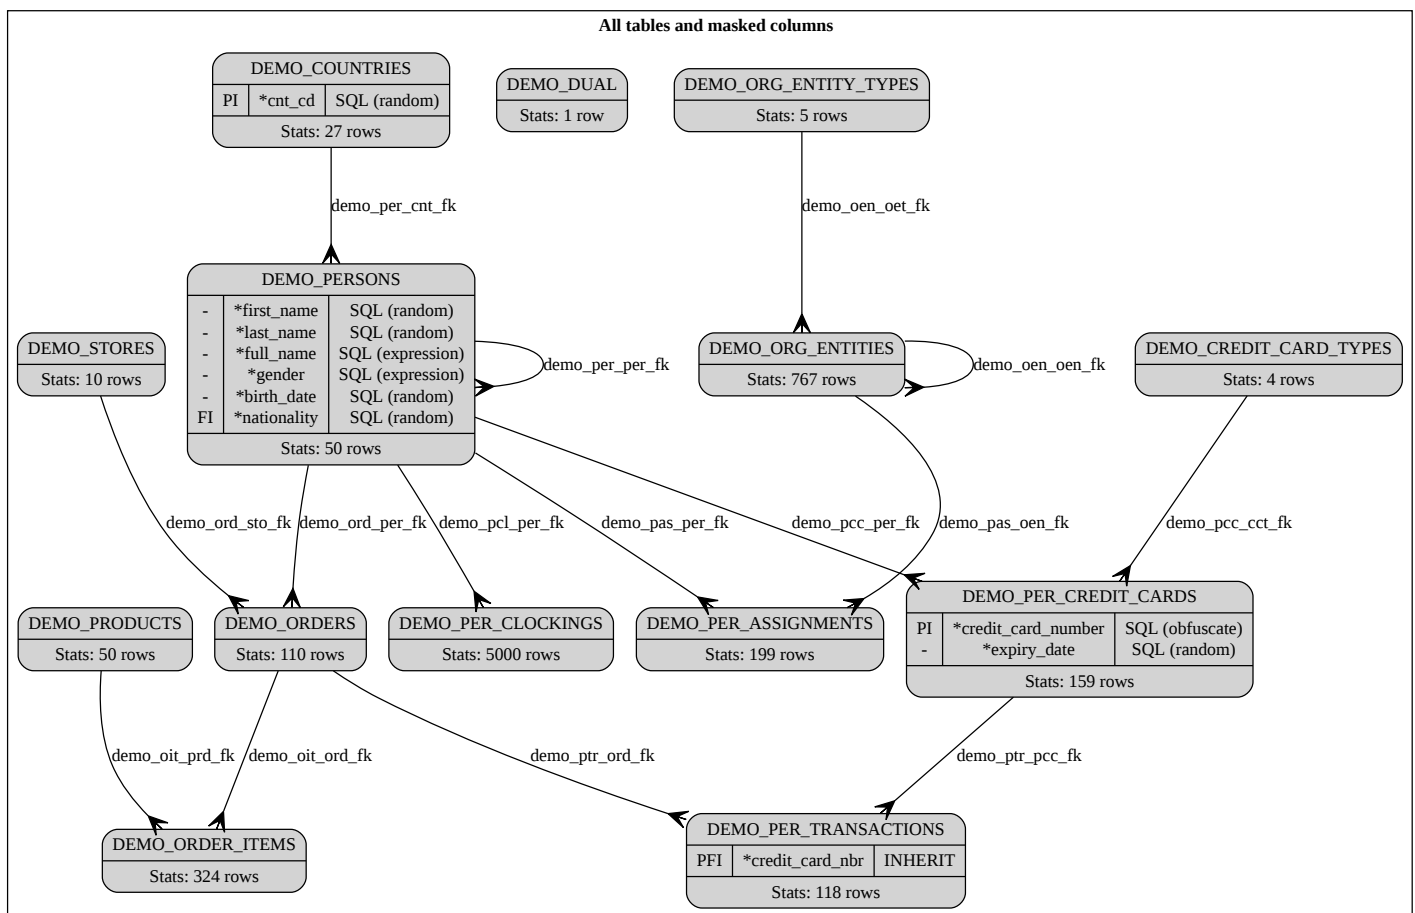 All tables and masked columns
DEMO_COUNTRIES
PI *cnt_cd SQL (random)
Stats: 27 rows
DEMO_DUAL
Stats: 1 row
DEMO_ORG_ENTITY_TYPES
Stats: 5 rows
demo_per_cnt_fk
demo_oen_oet_fk
DEMO_PERSONS
- *first_name SQL (random)
- *last_name SQL (random)
- *full_name SQL (expression)
- *gender SQL (expression)
- *birth_date SQL (random)
FI *nationality SQL (random)
Stats: 50 rows
demo_per_per_fk
DEMO_STORES
Stats: 10 rows
DEMO_ORG_ENTITIES
Stats: 767 rows
demo_oen_oen_fk
DEMO_CREDIT_CARD_TYPES
Stats: 4 rows
demo_ord_sto_fk
demo_ord_per_fk
demo_pcl_per_fk
demo_pas_per_fk
demo_pcc_per_fk
demo_pas_oen_fk
demo_pcc_cct_fk
DEMO_PRODUCTS
Stats: 50 rows
DEMO_ORDERS
Stats: 110 rows
DEMO_PER_CLOCKINGS
Stats: 5000 rows
DEMO_PER_ASSIGNMENTS
Stats: 199 rows
DEMO_PER_CREDIT_CARDS
PI *credit_card_number SQL (obfuscate)
- *expiry_date SQL (random)
Stats: 159 rows
demo_oit_prd_fk
demo_oit_ord_fk
demo_ptr_ord_fk
demo_ptr_pcc_fk
DEMO_ORDER_ITEMS
Stats: 324 rows
DEMO_PER_TRANSACTIONS
PFI *credit_card_nbr INHERIT
Stats: 118 rows